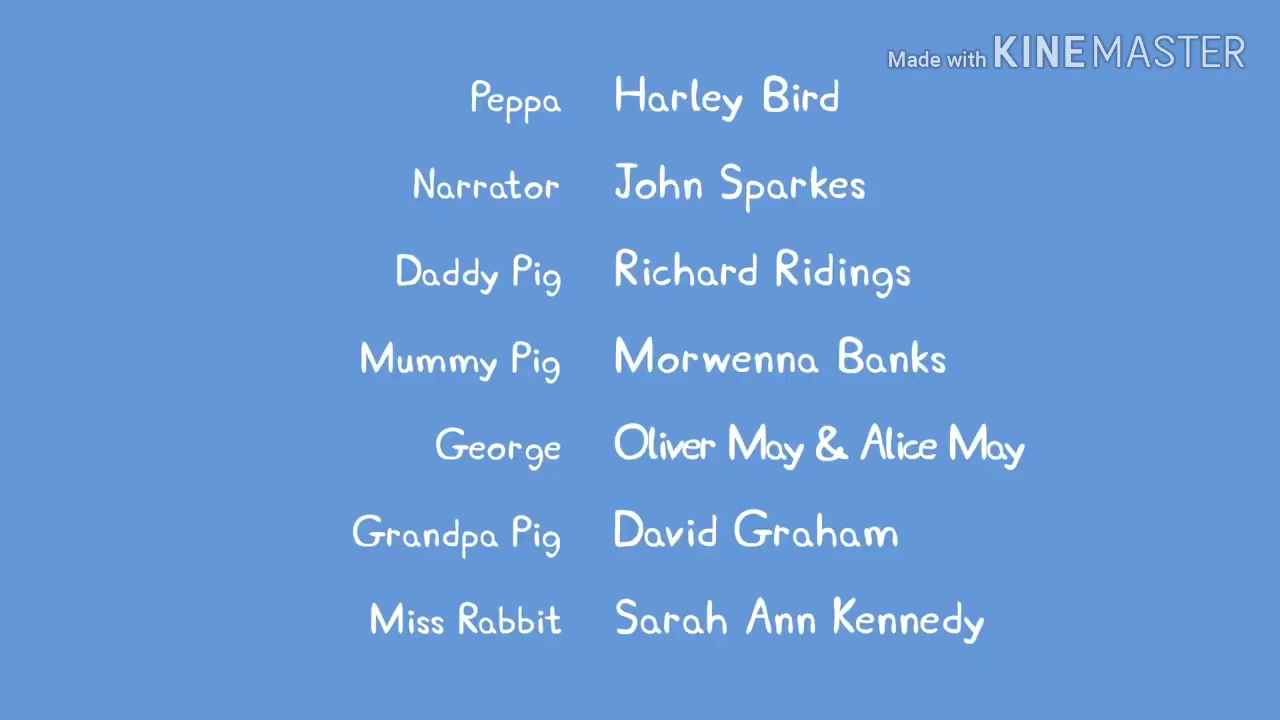 Made with KINEMASTER
Peppa Harley Bird
Narrator John Sparkes
Daddy Pig Richard Ridings
Mummy Pig Morwenna Banks
George Oliver May & Alice May
Grandpa Pig David Graham
Miss Rabbit Sarah Ann Kennedy